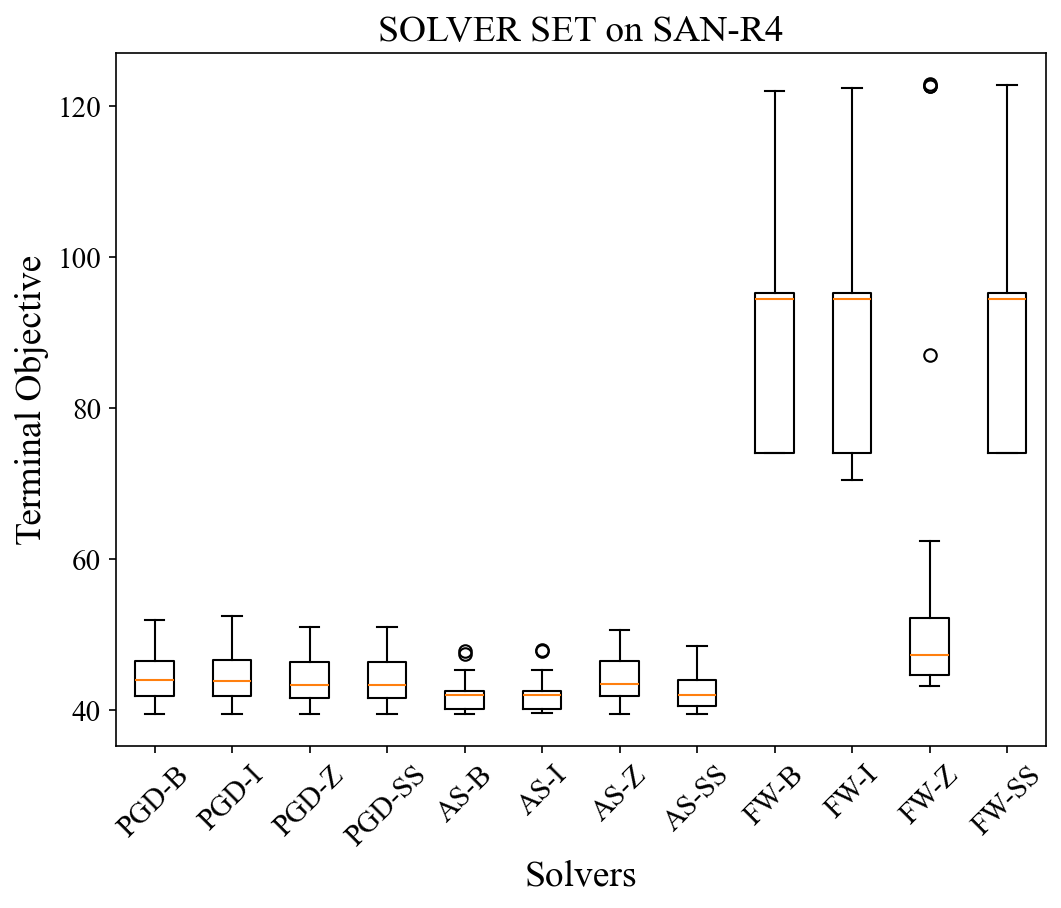 SOLVER SET on SAN-R4
Terminal Objective
120
100
80
60
40
PGD-B
PGD-I
PGD-Z
PGD-SS
AS-B
AS-I
AS-Z
AS-SS
FW-B
FW-I
FW-Z
FW-SS
Solvers